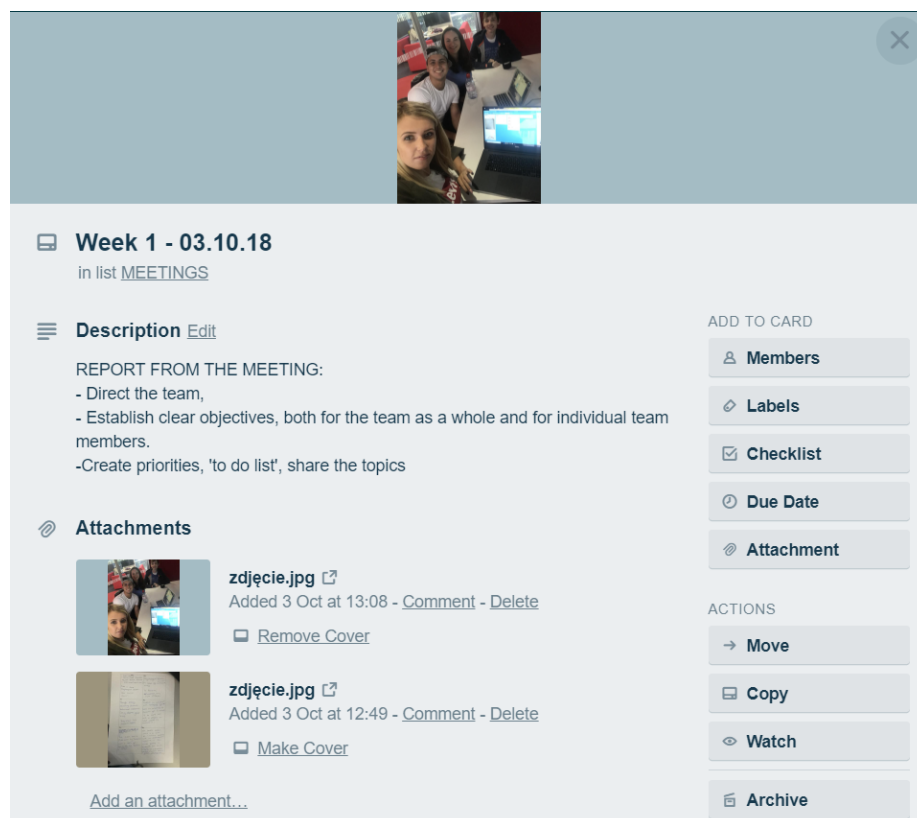 Week 1 - 03.10.18
in list MEETINGS
Description Edit
REPORT FROM THE MEETING:
- Direct the team,
- Establish clear objectives, both for the team as a whole and for individual team
members.
-Create priorities, 'to do list', share the topics
Attachments
zdjęcie.jpg
Added 3 Oct at 13:08 - Comment - Delete
Remove Cover
zdjęcie.jpg
Added 3 Oct at 12:49 - Comment - Delete
Make Cover
Add an attachment…
ADD TO CARD
Members
Labels
Checklist
Due Date
Attachment
ACTIONS
Move
Copy
Watch
Archive